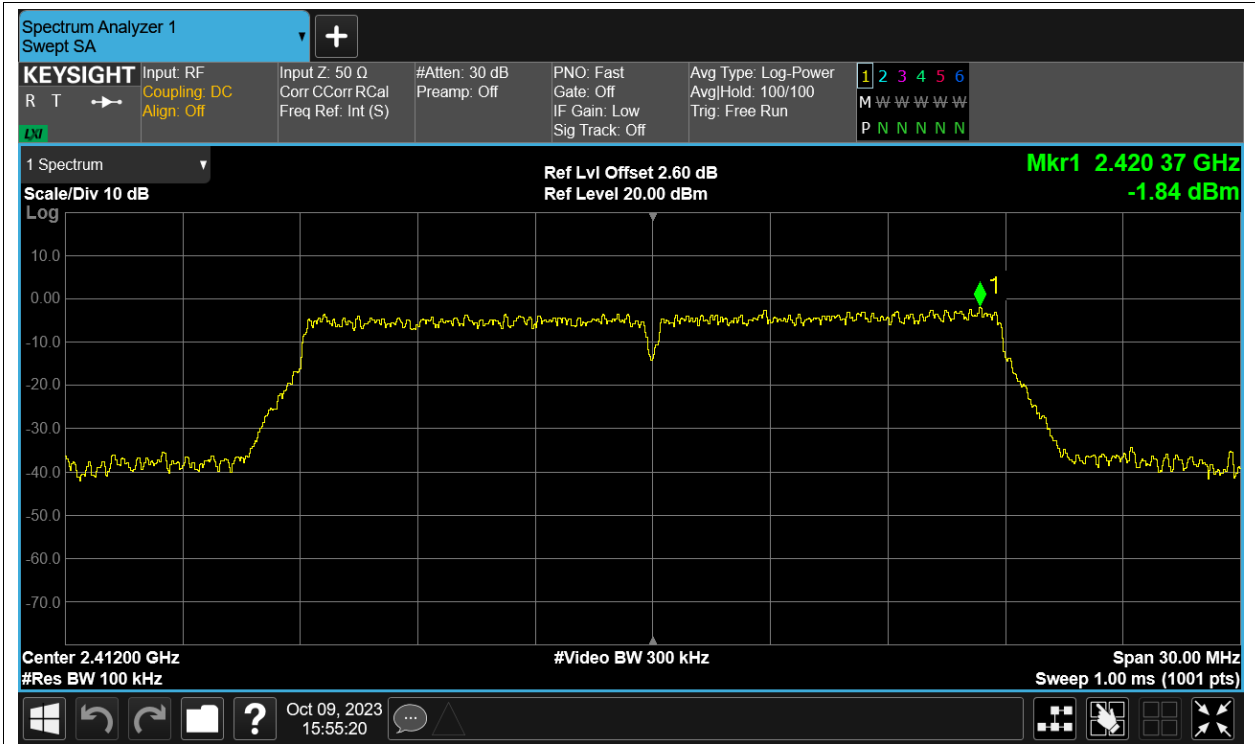 Spectrum Analyzer 1
Swept SA
KEYSIGHT
R T
LXI
Input: RF
Coupling: DC
Align: Off
Input Z: 50 Ω
Corr CCorr RCal
Freq Ref: Int (S)
#Atten: 30 dB
Preamp: Off
PNO: Fast
Gate: Off
IF Gain: Low
Sig Track: Off
Avg Type: Log-Power
Avg|Hold: 100/100
Trig: Free Run
1 2 3 4 5 6
M W W W W W
P N N N N N
1 Spectrum
Scale/Div 10 dB
Log
Ref Lvl Offset 2.60 dB
Ref Level 20.00 dBm
Mkr1 2.420 37 GHz
-1.84 dBm
1
10.0
0.00
-10.0
-20.0
-30.0
-40.0
-50.0
-60.0
-70.0
Center 2.41200 GHz
#Res BW 100 kHz
#Video BW 300 kHz
Span 30.00 MHz
Sweep 1.00 ms (1001 pts)
?
Oct 09, 2023
15:55:20